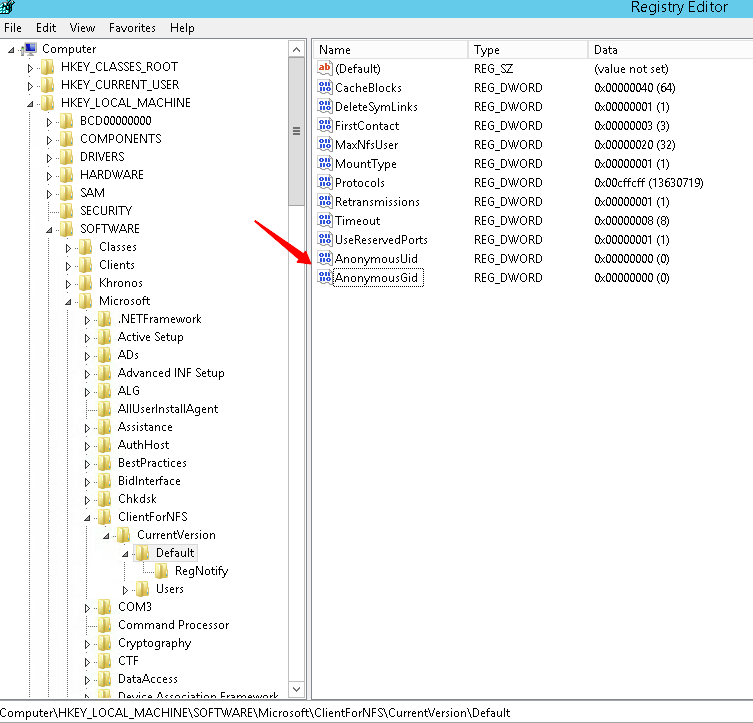 Registry Editor
File Edit View Favorites Help
Computer
HKEY_CLASSES_ROOT
HKEY_CURRENT_USER
HKEY_LOCAL_MACHINE
BCD00000000
COMPONENTS
DRIVERS
HARDWARE
SAM
SECURITY
SOFTWARE
Classes
Clients
Khronos
Microsoft
.NETFramework
Active Setup
ADs
Advanced INF Setup
ALG
AllUserInstallAgent
Assistance
AuthHost
BestPractices
BidInterface
Chkdsk
ClientForNFS
CurrentVersion
Default
RegNotify
Users
COM3
Command Processor
Cryptography
CTF
DataAccess
Device Association Framework
Name Type Data
ab (Default) REG_SZ (value not set)
CacheBlocks REG_DWORD 0x00000040 (64)
DeleteSymLinks REG_DWORD 0x00000001 (1)
FirstContact REG_DWORD 0x00000003 (3)
MaxNfsUser REG_DWORD 0x00000020 (32)
MountType REG_DWORD 0x00000001 (1)
Protocols REG_DWORD 0x00cffcff (13630719)
Retransmissions REG_DWORD 0x00000001 (1)
Timeout REG_DWORD 0x00000008 (8)
UseReservedPorts REG_DWORD 0x00000001 (1)
AnonymousUid REG_DWORD 0x00000000 (0)
AnonymousGid REG_DWORD 0x00000000 (0)
Computer\HKEY_LOCAL_MACHINE\SOFTWARE\Microsoft\ClientForNFS\CurrentVersion\Default